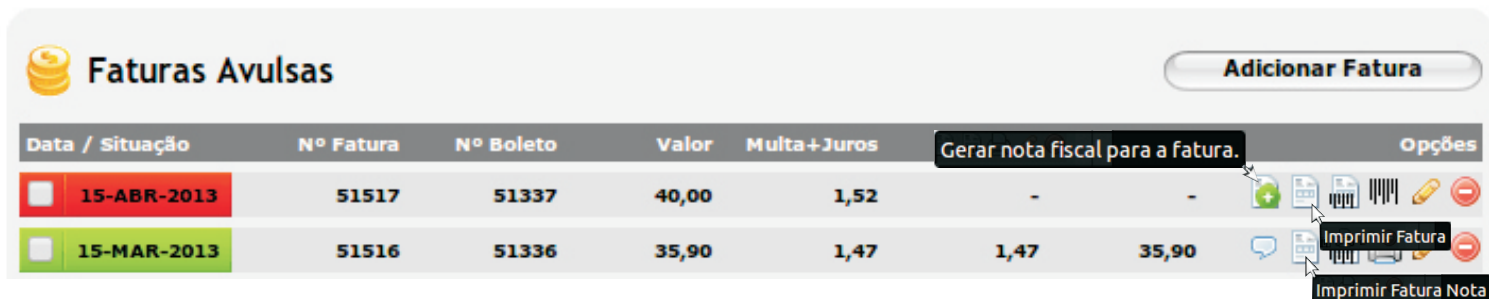 Faturas Avulsas
Adicionar Fatura
Data / Situação Nº Fatura Nº Boleto Valor Multa+Juros Opções
Gerar nota fiscal para a fatura.
15-ABR-2013 51517 51337 40,00 1,52 - -
15-MAR-2013 51516 51336 35,90 1,47 1,47 35,90
Imprimir Fatura
Imprimir Fatura Nota